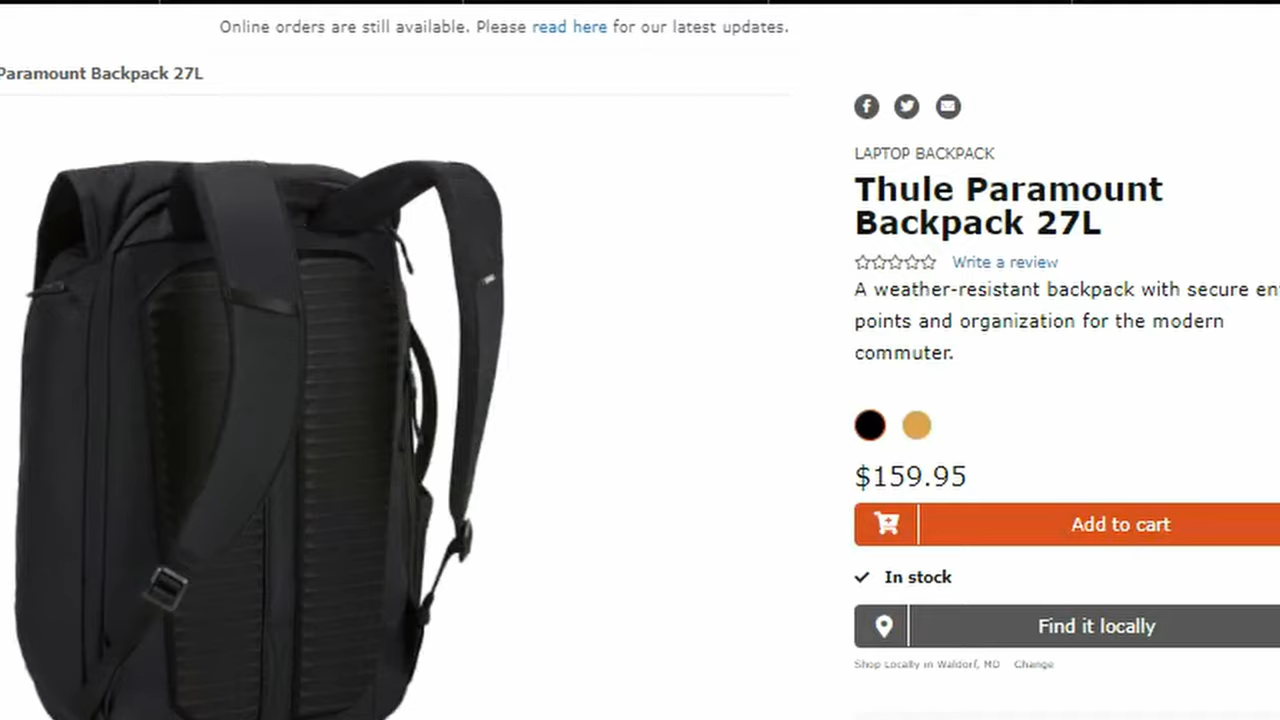 Online orders are still available. Please read here for our latest updates.
Paramount Backpack 27L
LAPTOP BACKPACK
Thule Paramount
Backpack 27L
Write a review
A weather-resistant backpack with secure en
points and organization for the modern
commuter.
$159.95
Add to cart
In stock
Find it locally
Shop Locally in Waldorf, MD Change